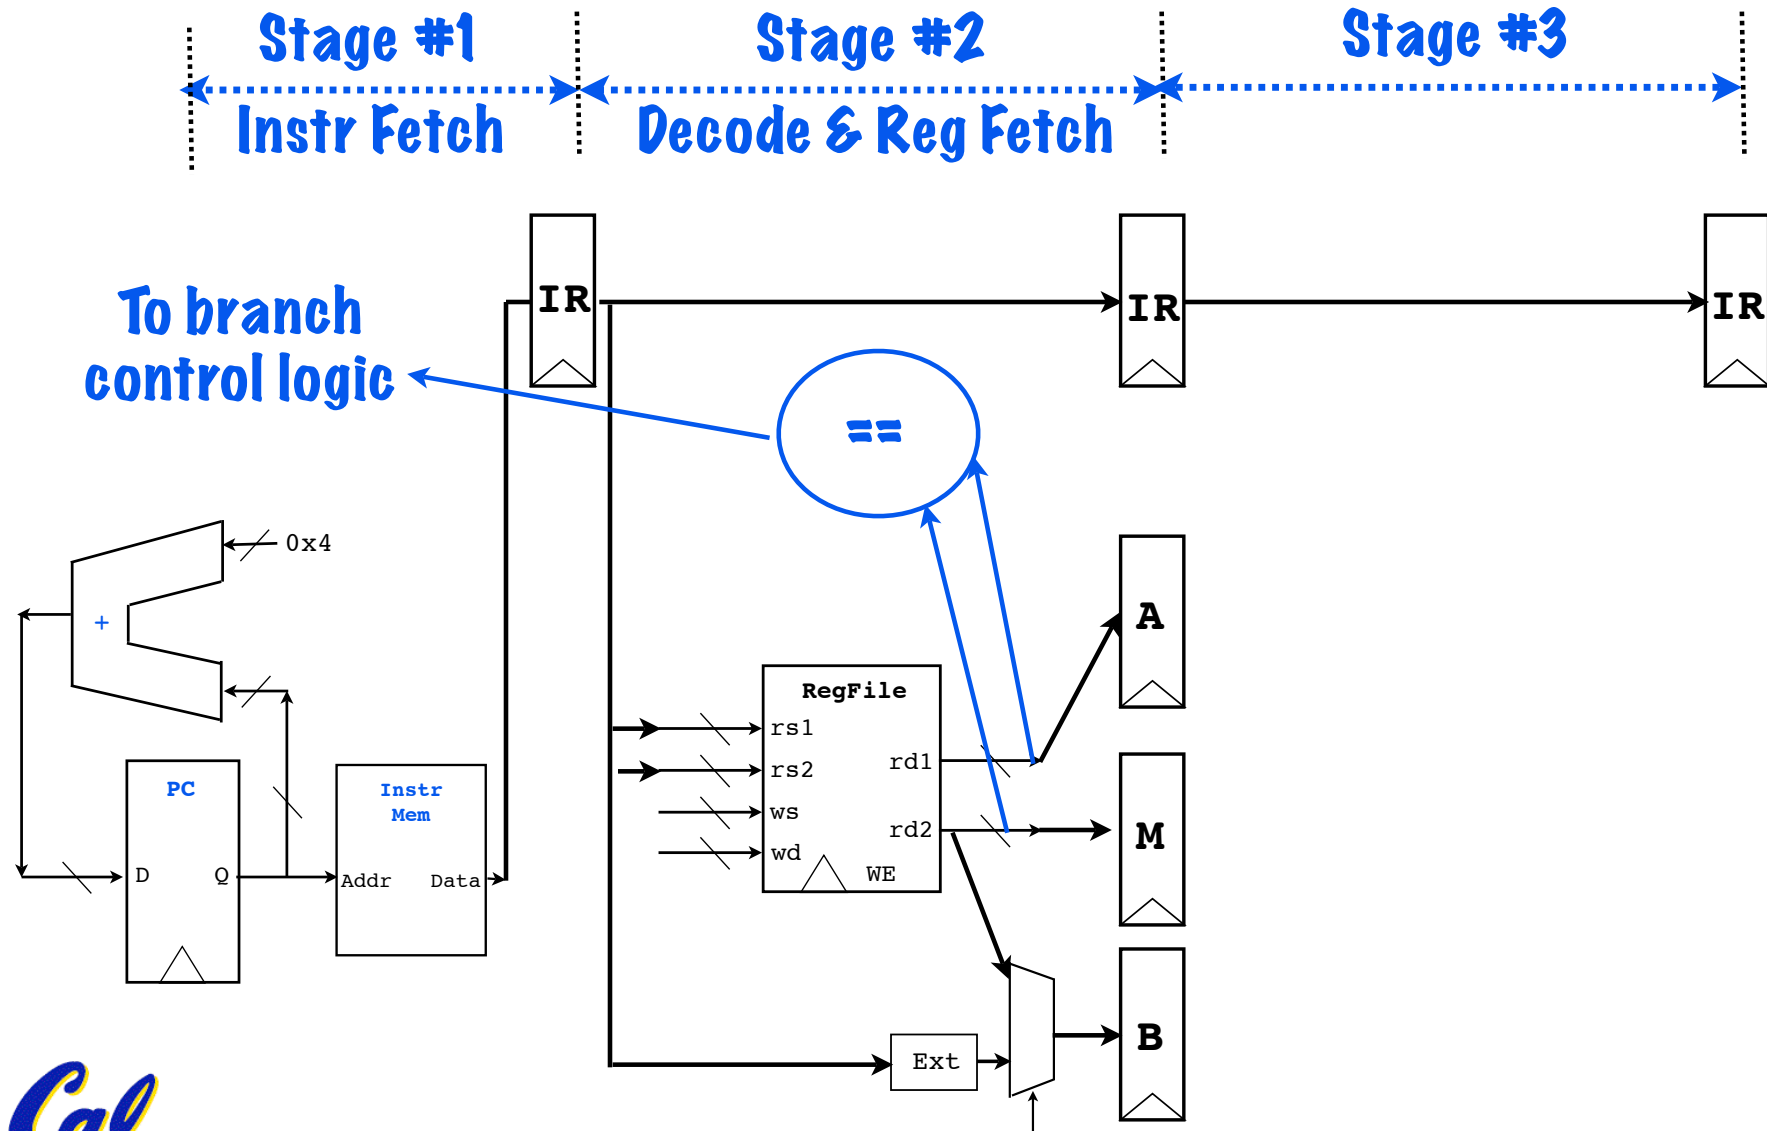 Stage #1
Stage #2
Stage #3
Instr Fetch
Decode & Reg Fetch
IR
IR
IR
To branch
control logic
==
0x4
+
A
RegFile
rs1
rs2
ws
wd
rd1
rd2
WE
M
PC
D
Q
Instr
Mem
Addr
Data
B
Ext
Cal